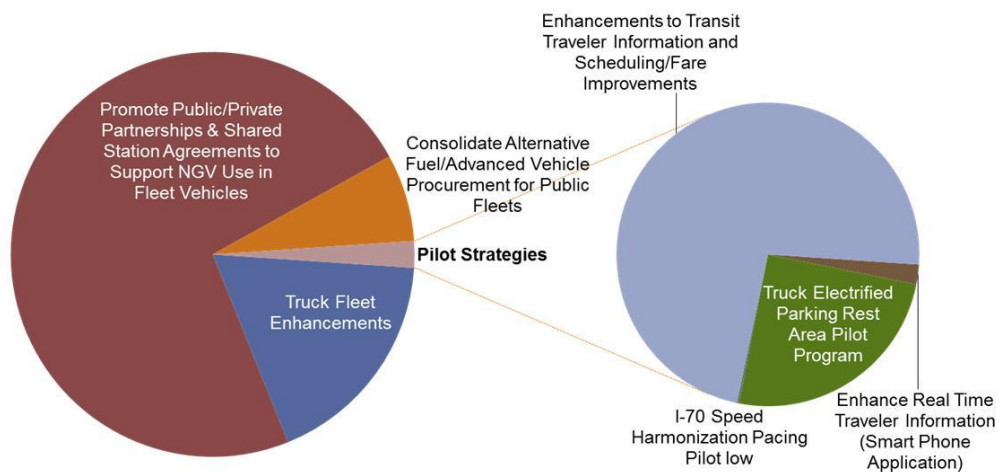 Promote Public/Private
Partnerships & Shared
Station Agreements to
Support NGV Use in
Fleet Vehicles
Consolidate Alternative
Fuel/Advanced Vehicle
Procurement for Public
Fleets
Pilot Strategies
Truck Fleet
Enhancements
Enhancements to Transit
Traveler Information and
Scheduling/Fare
Improvements
Truck Electrified
Parking Rest
Area Pilot
Program
I-70 Speed
Harmonization Pacing
Pilot low
Enhance Real Time
Traveler Information
(Smart Phone
Application)